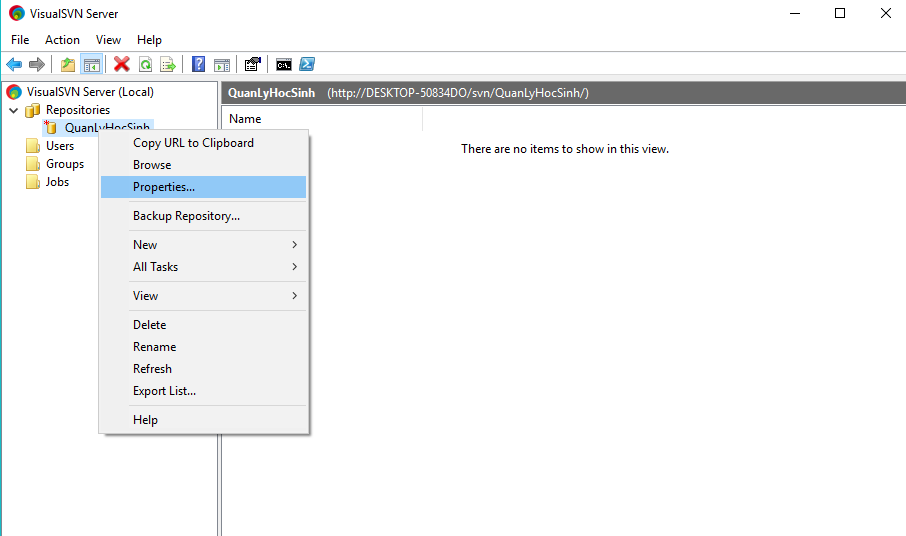 VisualSVN Server
File Action View Help
VisualSVN Server (Local)
Repositories
QuanLyHocSinh
Users
Groups
Jobs
QuanLyHocSinh (http://DESKTOP-50834DO/svn/QuanLyHocSinh/)
Name
There are no items to show in this view.
Copy URL to Clipboard
Browse
Properties...
Backup Repository...
New
All Tasks
View
Delete
Rename
Refresh
Export List...
Help